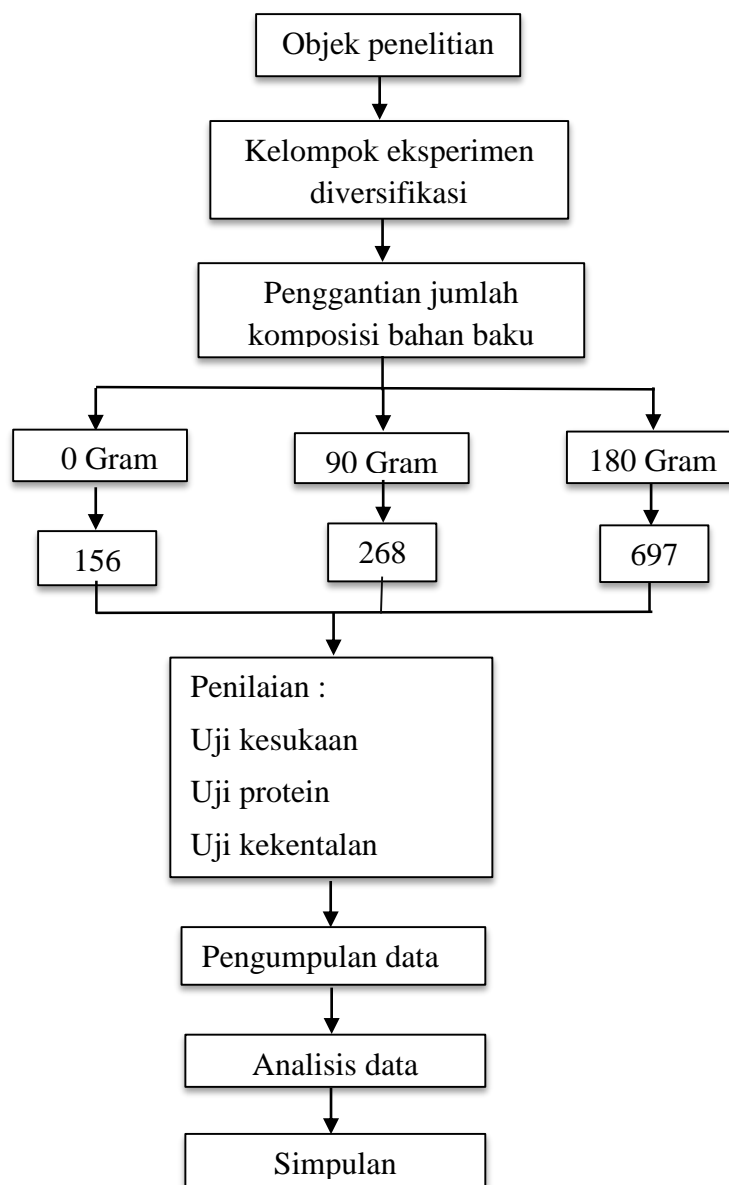 Objek penelitian
Kelompok eksperimen
diversifikasi
Penggantian jumlah
komposisi bahan baku
0 Gram
90 Gram
180 Gram
156
268
697
Penilaian :
Uji kesukaan
Uji protein
Uji kekentalan
Pengumpulan data
Analisis data
Simpulan